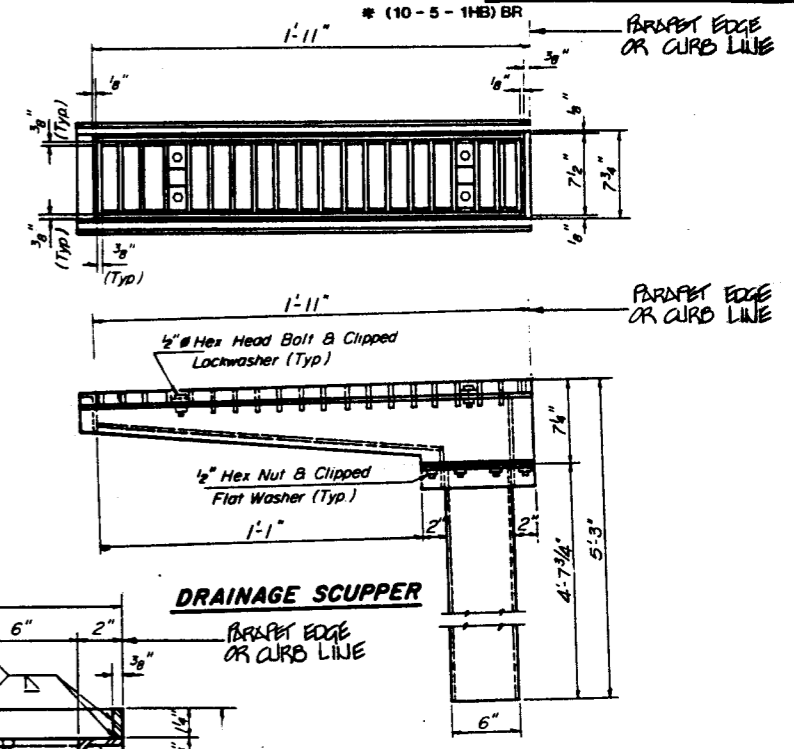 * (10 - 5 - 1HB) BR
1'-11"
PARAPET EDGE
OR CURB LINE
3/8"
1/8"
1/8"
3/8"
(Typ.)
1/8"
7 1/2"
7 3/4"
1/8"
3/8"
(Typ)
3/8"
(Typ)
1'-11"
PARAPET EDGE
OR CURB LINE
1/2" ø Hex Head Bolt & Clipped
Lockwasher (Typ)
7 1/4"
1/2" Hex Nut & Clipped
Flat Washer (Typ.)
1'-1"
2"
2"
4'-7 3/4"
5'-3"
DRAINAGE SCUPPER
6"
2"
PARAPET EDGE
OR CURB LINE
3/8"
1/4"
6"